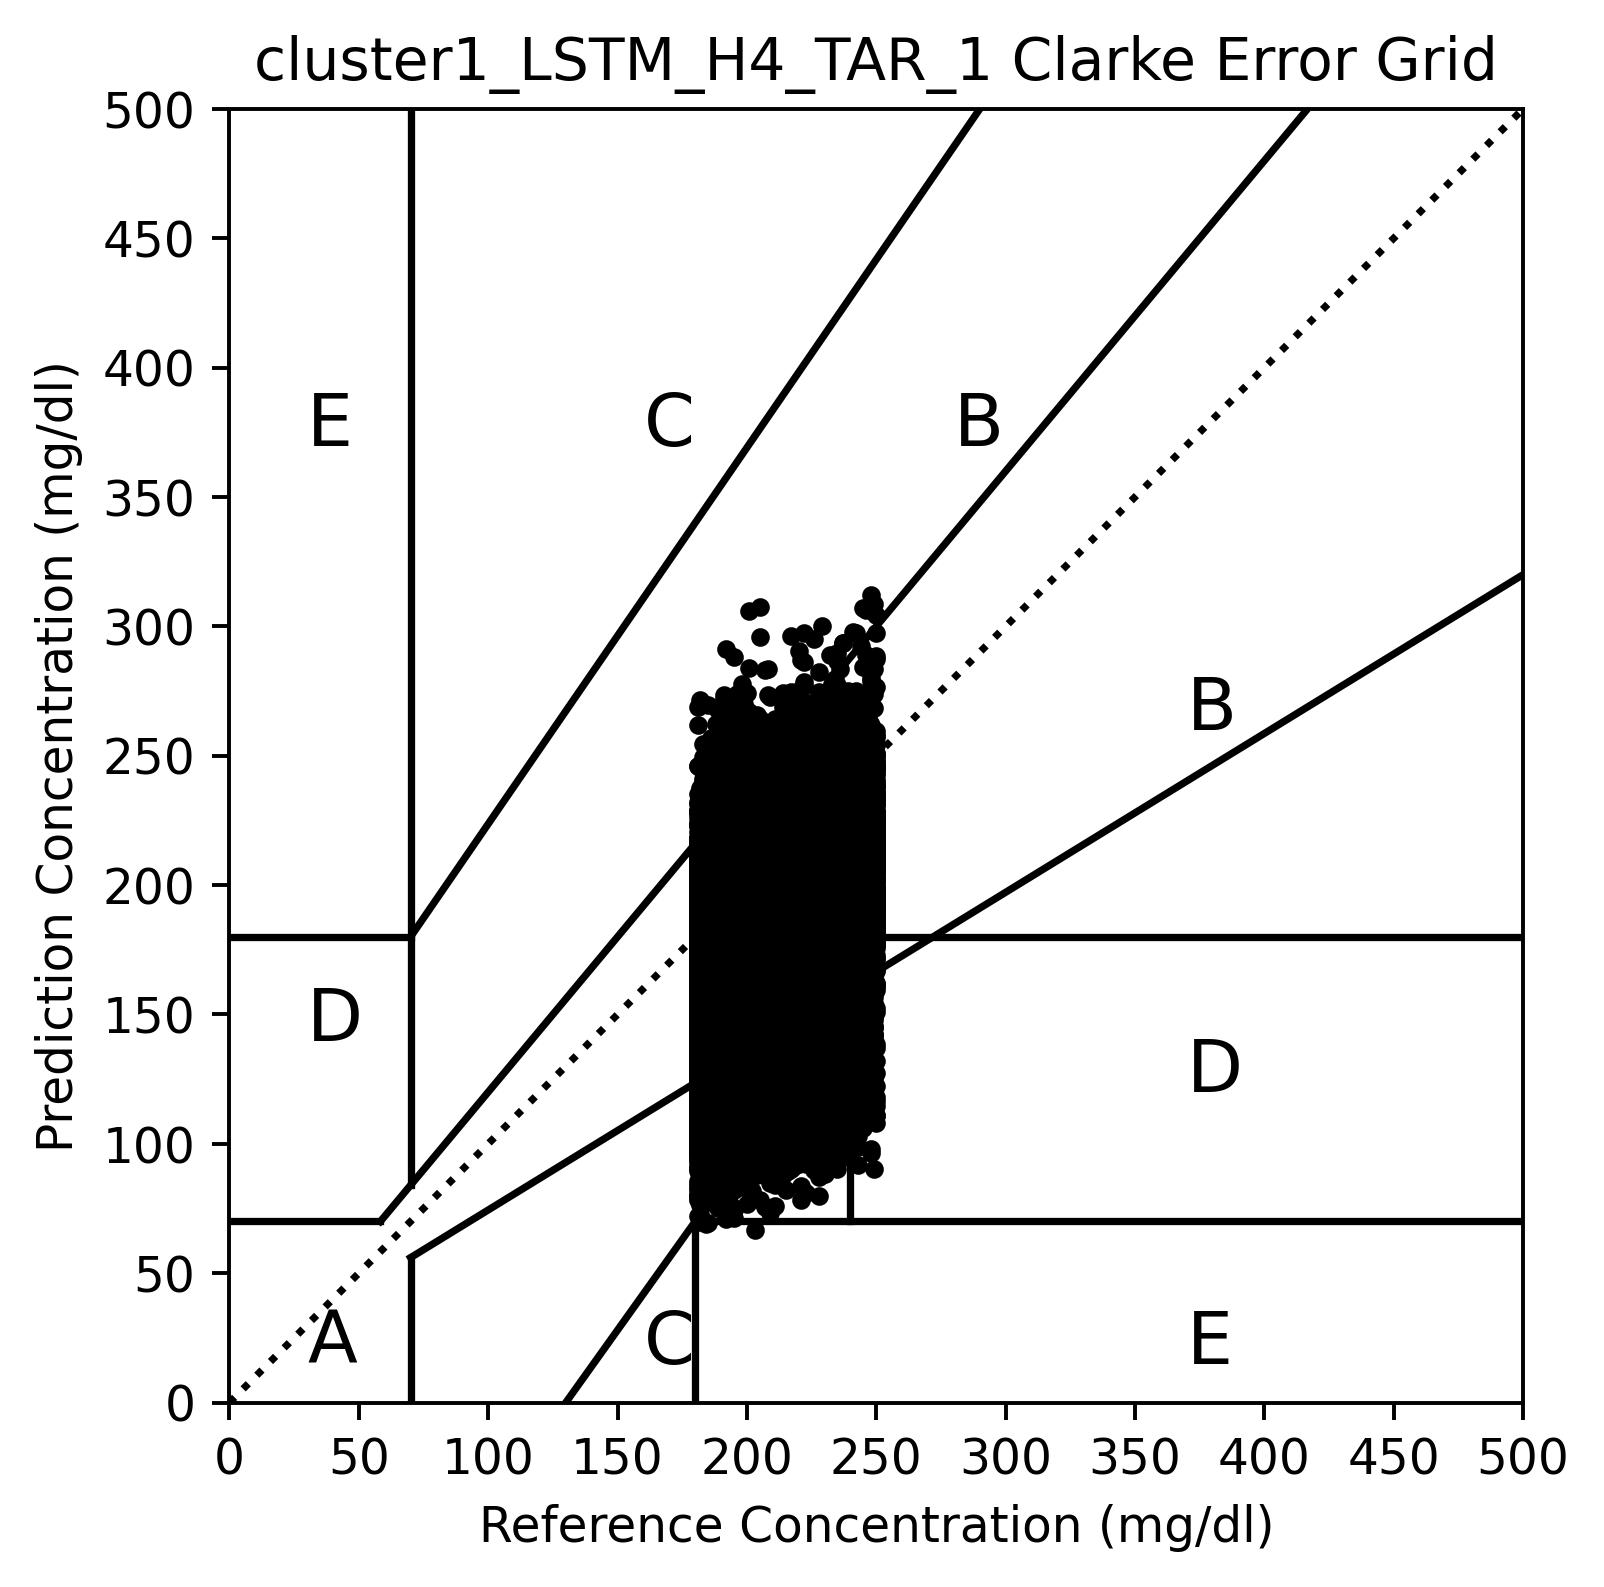 cluster1_LSTM_H4_TAR_1 Clarke Error Grid
500
450
400
350
300
250
200
150
100
50
0
Prediction Concentration (mg/dl)
E
C
B
B
D
D
A
C
E
0 50 100 150 200 250 300 350 400 450 500
Reference Concentration (mg/dl)